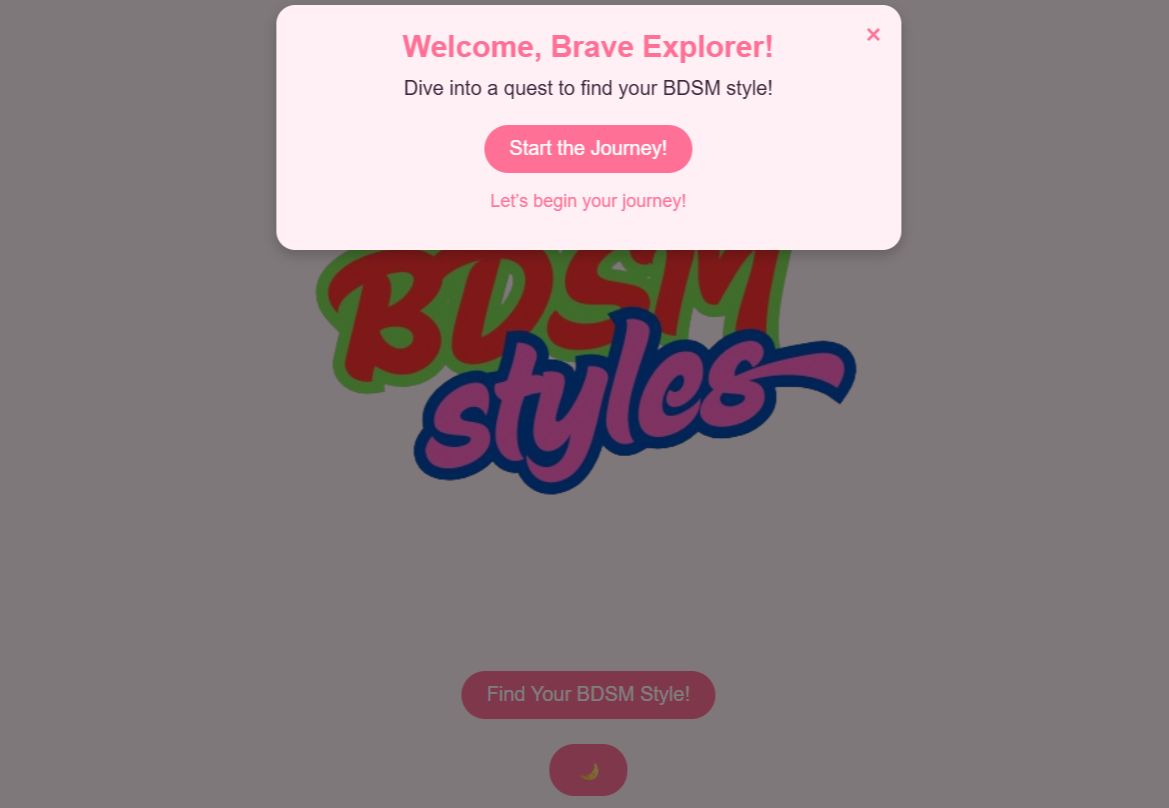 Welcome, Brave Explorer!
×
Dive into a quest to find your BDSM style!
Start the Journey!
Let's begin your journey!
BDSM
styles
Find Your BDSM Style!